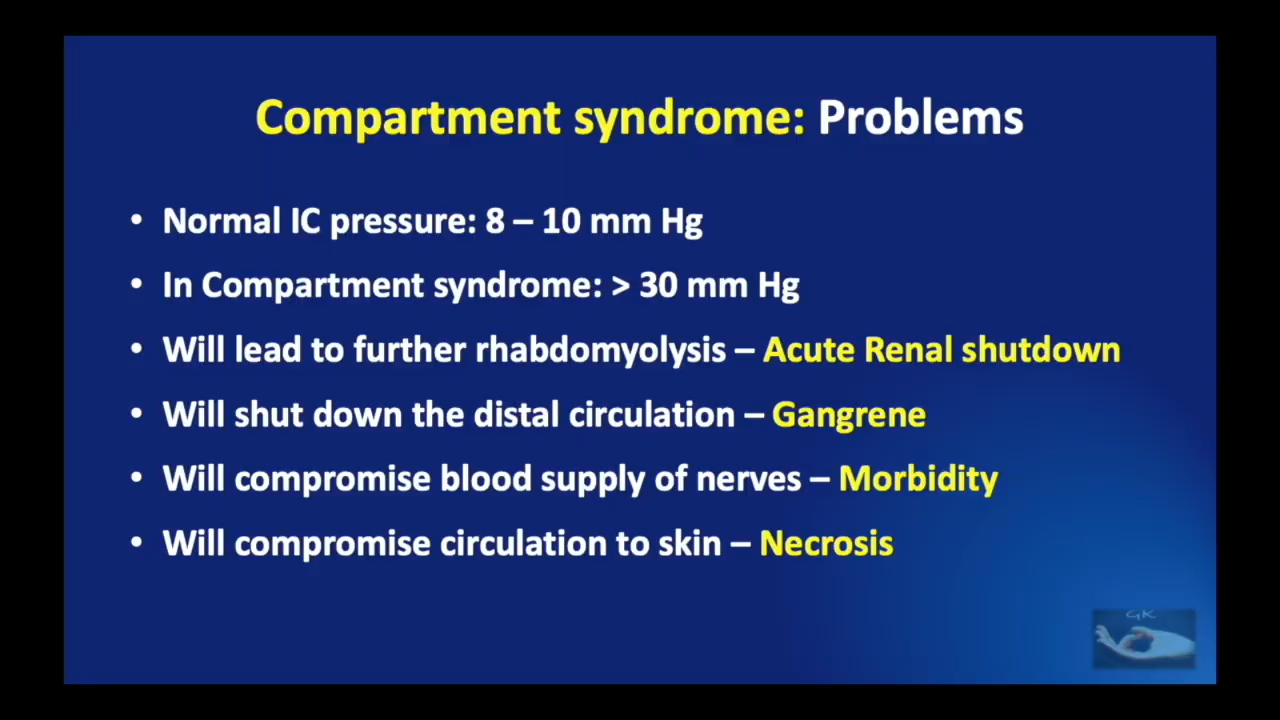 Compartment syndrome: Problems
• Normal IC pressure: 8 – 10 mm Hg
• In Compartment syndrome: > 30 mm Hg
• Will lead to further rhabdomyolysis – Acute Renal shutdown
• Will shut down the distal circulation – Gangrene
• Will compromise blood supply of nerves – Morbidity
• Will compromise circulation to skin – Necrosis
GK